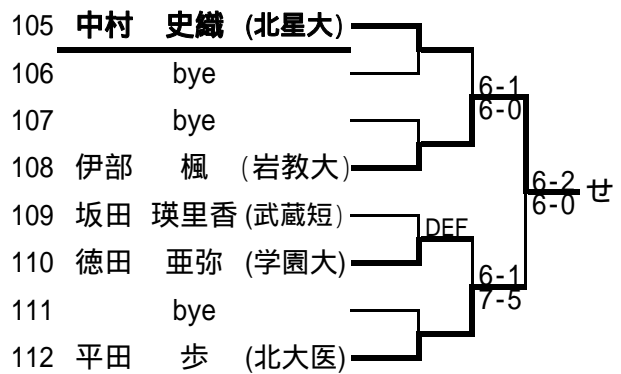 105 中村 史織 (北星大)
106 bye
6-1
107 bye
6-0
108 伊部 楓 (岩教大)
6-2
せ
6-0
109 坂田 瑛里香 (武蔵短)
DEF
110 徳田 亜弥 (学園大)
6-1
7-5
111 bye
112 平田 歩 (北大医)